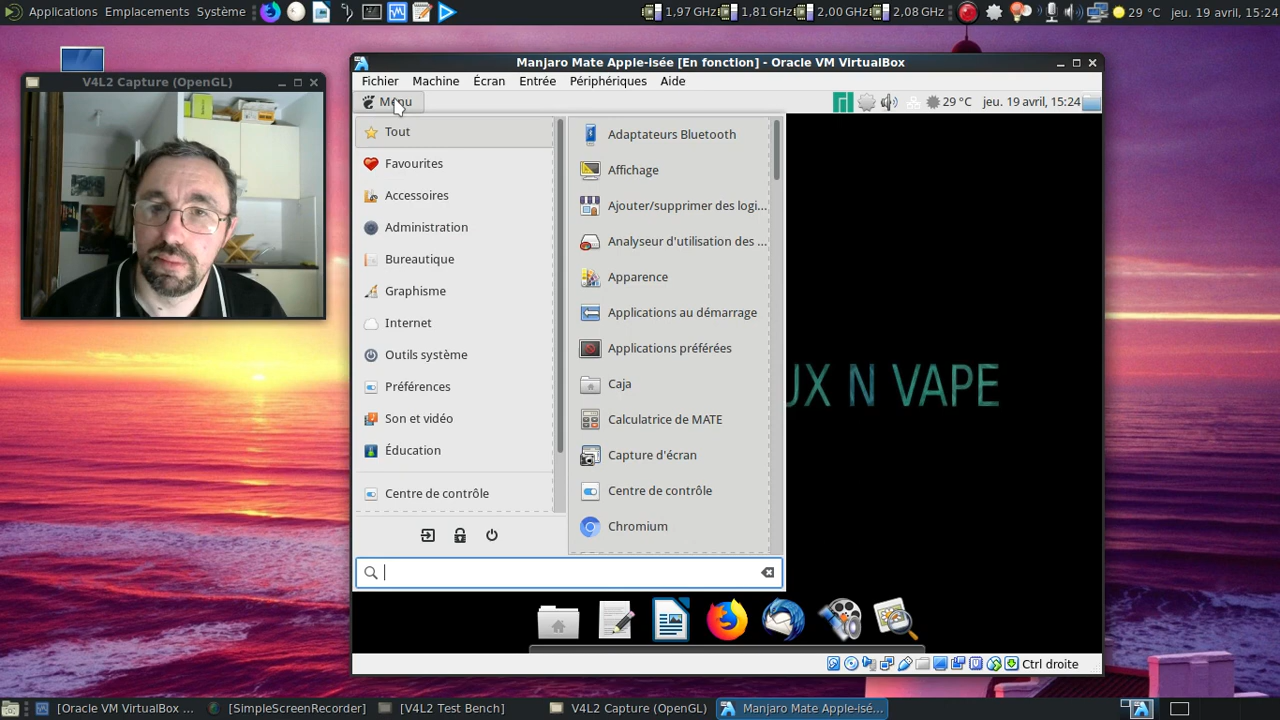 Applications Emplacements Système
1,97 GHz 1,81 GHz 2,00 GHz 2,08 GHz 29 °C jeu. 19 avril, 15:24
V4L2 Capture (OpenGL)
Manjaro Mate Apple-isée [En fonction] - Oracle VM VirtualBox
Fichier Machine Écran Entrée Périphériques Aide
Menu
29 °C jeu. 19 avril, 15:24
Tout
Favourites
Accessoires
Administration
Bureautique
Graphisme
Internet
Outils système
Préférences
Son et vidéo
Éducation
Centre de contrôle
Adaptateurs Bluetooth
Affichage
Ajouter/supprimer des logi...
Analyseur d'utilisation des ...
Apparence
Applications au démarrage
Applications préférées
Caja
Calculatrice de MATE
Capture d'écran
Centre de contrôle
Chromium
UX N VAPE
Ctrl droite
[Oracle VM VirtualBox ...
[SimpleScreenRecorder]
[V4L2 Test Bench]
V4L2 Capture (OpenGL)
Manjaro Mate Apple-isé...